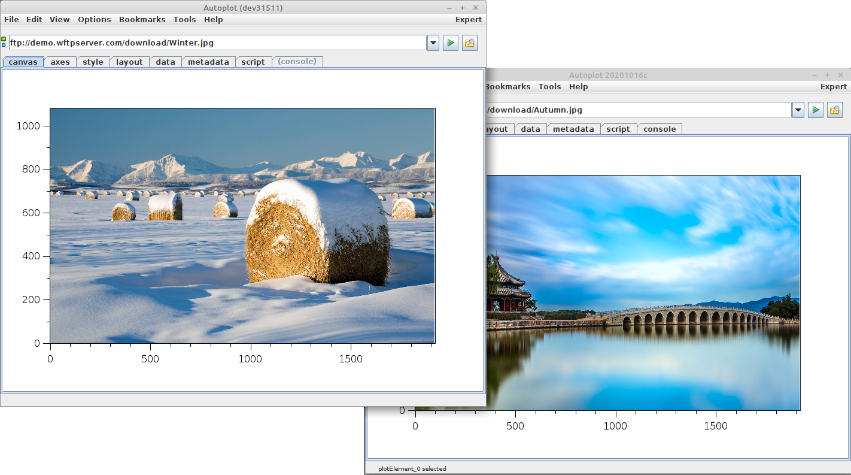 Autoplot (dev31511)
File Edit View Options Bookmarks Tools Help Expert
ftp://demo.wftpserver.com/download/Winter.jpg
canvas axes style layout data metadata script (console)
1000
800
600
400
200
0
0 500 1000 1500
Autoplot 20201016c
Bookmarks Tools Help Expert
/download/Autumn.jpg
yout data metadata script console
0
0 500 1000 1500
plotElement_0 selected